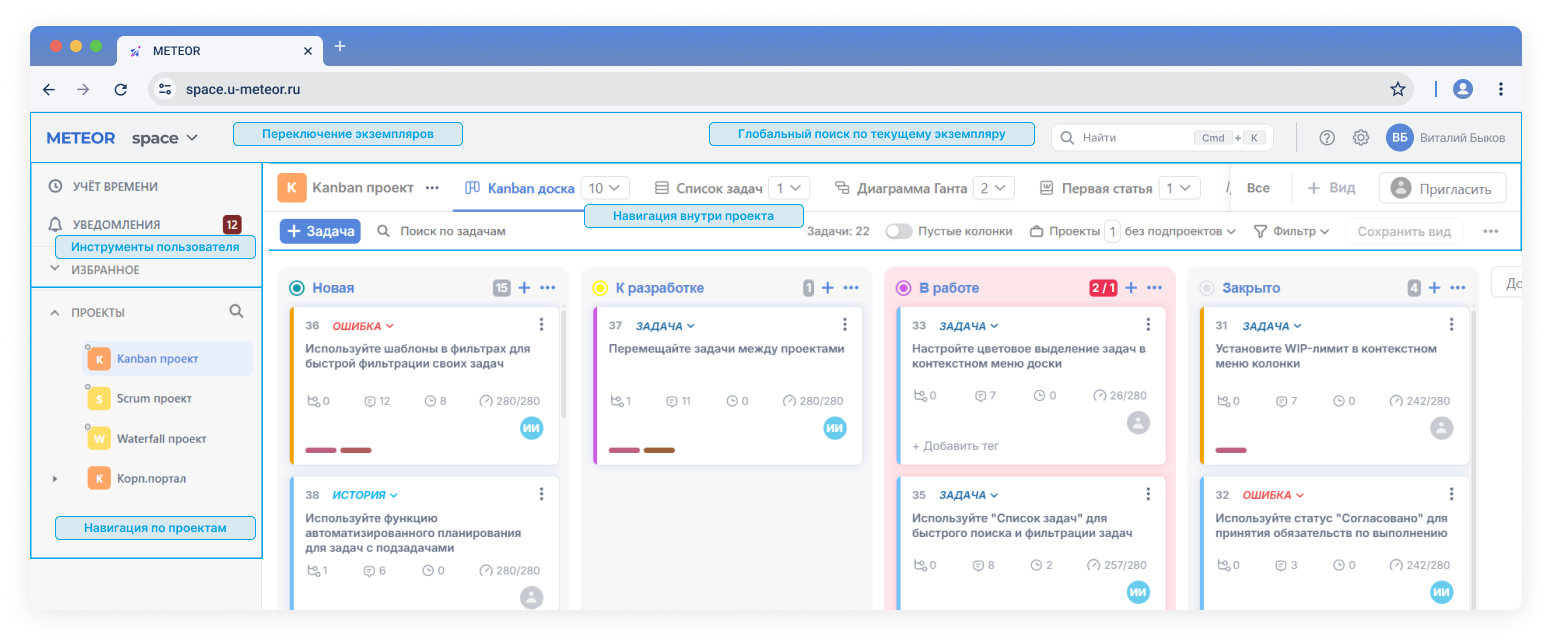 METEOR
space.u-meteor.ru
METEOR space
Переключение экземпляров
Глобальный поиск по текущему экземпляру
Найти Cmd + K
ВБ Виталий Быков
УЧЁТ ВРЕМЕНИ
УВЕДОМЛЕНИЯ 12
Инструменты пользователя
ИЗБРАННОЕ
ПРОЕКТЫ
К Kanban проект
S Scrum проект
W Waterfall проект
К Корп.портал
Навигация по проектам
К Kanban проект
Kanban доска 10
Список задач 1
Диаграмма Ганта 2
Первая статья 1
Все
+ Вид
Пригласить
Навигация внутри проекта
+ Задача
Поиск по задачам
Задачи: 22
Пустые колонки
Проекты 1 без подпроектов
Фильтр
Сохранить вид
Новая 15
36 ОШИБКА
Используйте шаблоны в фильтрах для
быстрой фильтрации своих задач
0 12 8 280/280
ИИ
38 ИСТОРИЯ
Используйте функцию
автоматизированного планирования
для задач с подзадачами
1 6 0 280/280
К разработке 1
37 ЗАДАЧА
Перемещайте задачи между проектами
1 11 0 280/280
ИИ
В работе 2 / 1
33 ЗАДАЧА
Настройте цветовое выделение задач в
контекстном меню доски
0 7 0 26/280
+ Добавить тег
35 ЗАДАЧА
Используйте "Список задач" для
быстрого поиска и фильтрации задач
0 8 2 257/280
ИИ
Закрыто 4
31 ЗАДАЧА
Установите WIP-лимит в контекстном
меню колонки
0 7 0 242/280
32 ОШИБКА
Используйте статус "Согласовано" для
принятия обязательств по выполнению
0 3 0 242/280
ИИ